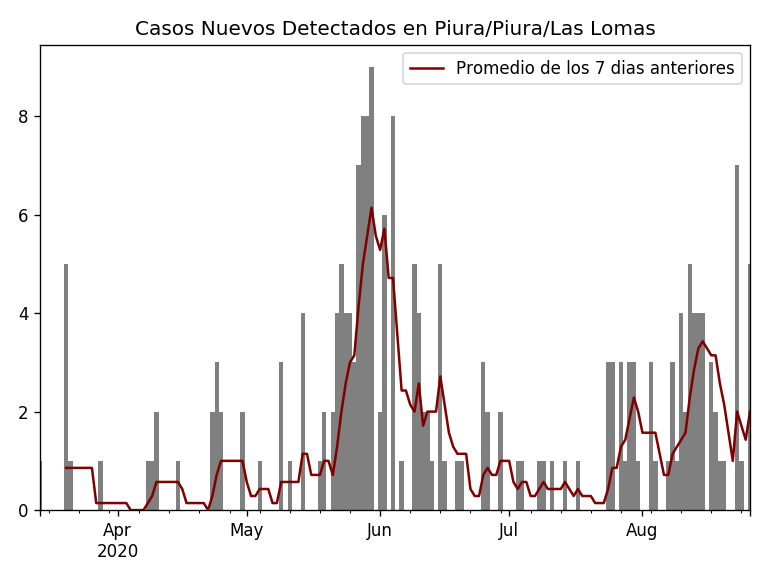 Casos Nuevos Detectados en Piura/Piura/Las Lomas
Promedio de los 7 dias anteriores
8
6
4
2
0
Apr May Jun Jul Aug
2020